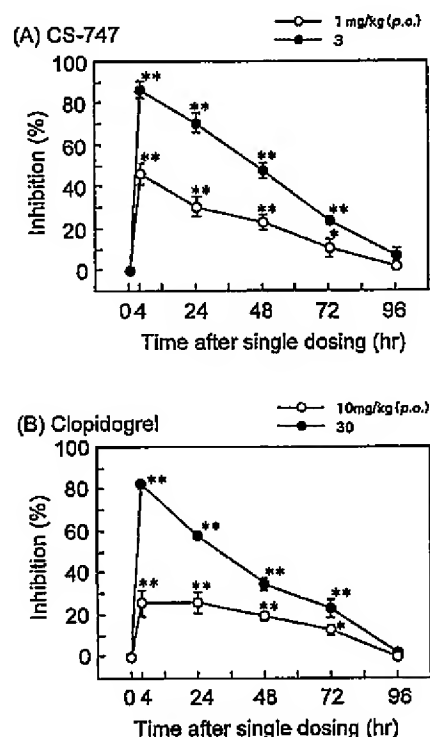 1 mg/kg (p.o.)
3
(A) CS-747
100
80
60
40
20
0
Inhibition (%)
** ** ** **
** ** ** *
0 4 24 48 72 96
Time after single dosing (hr)
10mg/kg (p.o.)
30
(B) Clopidogrel
100
80
60
40
20
0
Inhibition (%)
** ** ** **
** ** ** *
0 4 24 48 72 96
Time after single dosing (hr)